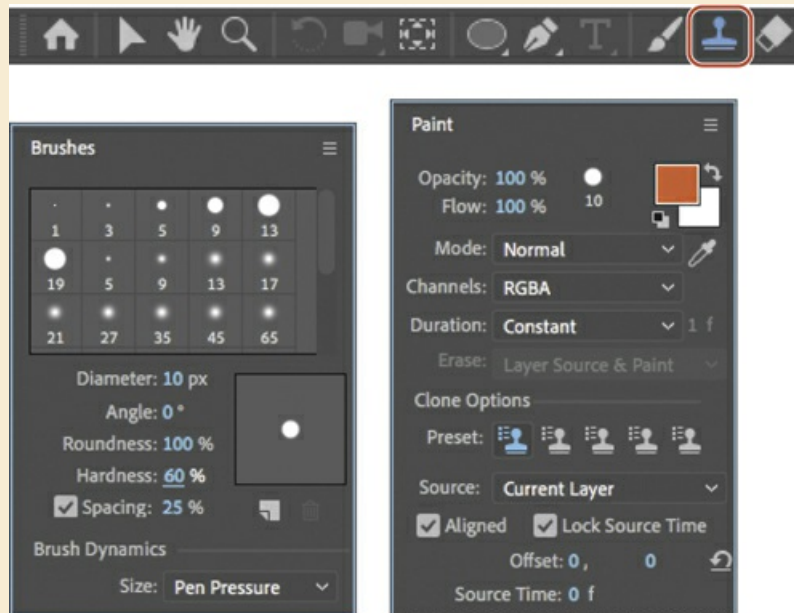 Brushes
1 3 5 9 13
19 5 9 13 17
21 27 35 45 65
Diameter: 10 px
Angle: 0°
Roundness: 100 %
Hardness: 60 %
Spacing: 25 %
Brush Dynamics
Size: Pen Pressure
Paint
Opacity: 100 %
Flow: 100 % 10
Mode: Normal
Channels: RGBA
Duration: Constant 1 f
Erase: Layer Source & Paint
Clone Options
Preset:
Source: Current Layer
Aligned Lock Source Time
Offset: 0 , 0
Source Time: 0 f